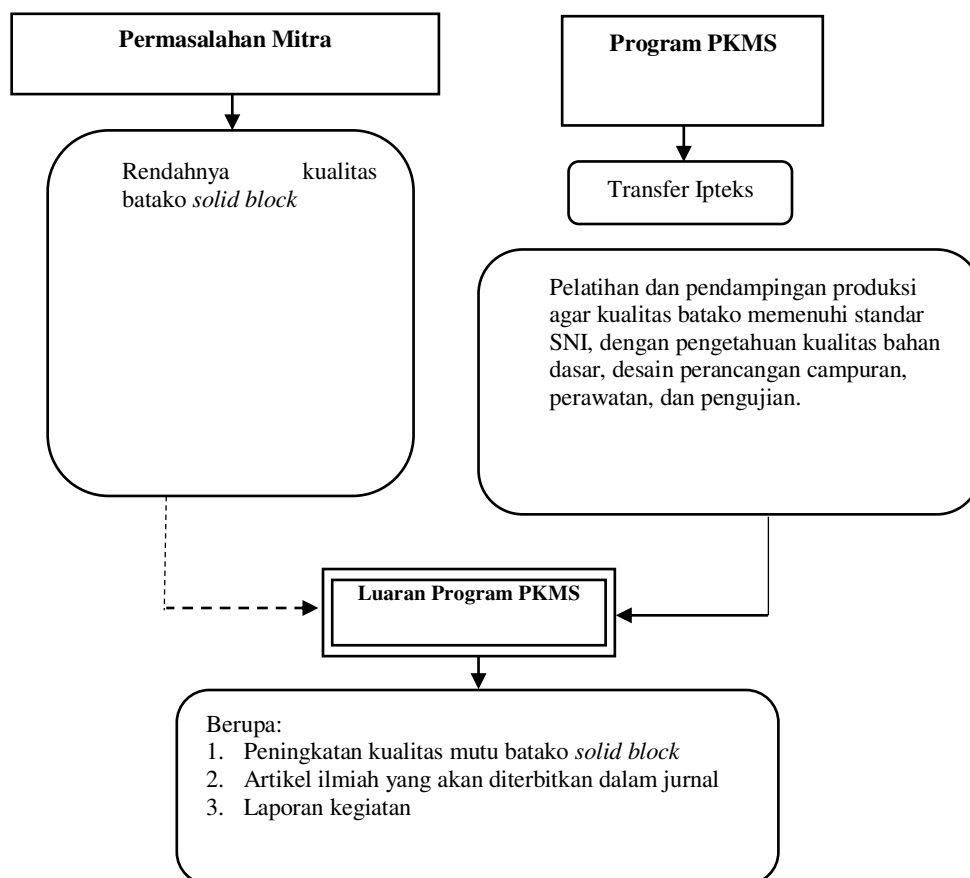 Permasalahan Mitra
Program PKMS
Rendahnya kualitas
batako solid block
Transfer Ipteks
Pelatihan dan pendampingan produksi
agar kualitas batako memenuhi standar
SNI, dengan pengetahuan kualitas bahan
dasar, desain perancangan campuran,
perawatan, dan pengujian.
Luaran Program PKMS
Berupa:
1. Peningkatan kualitas mutu batako solid block
2. Artikel ilmiah yang akan diterbitkan dalam jurnal
3. Laporan kegiatan